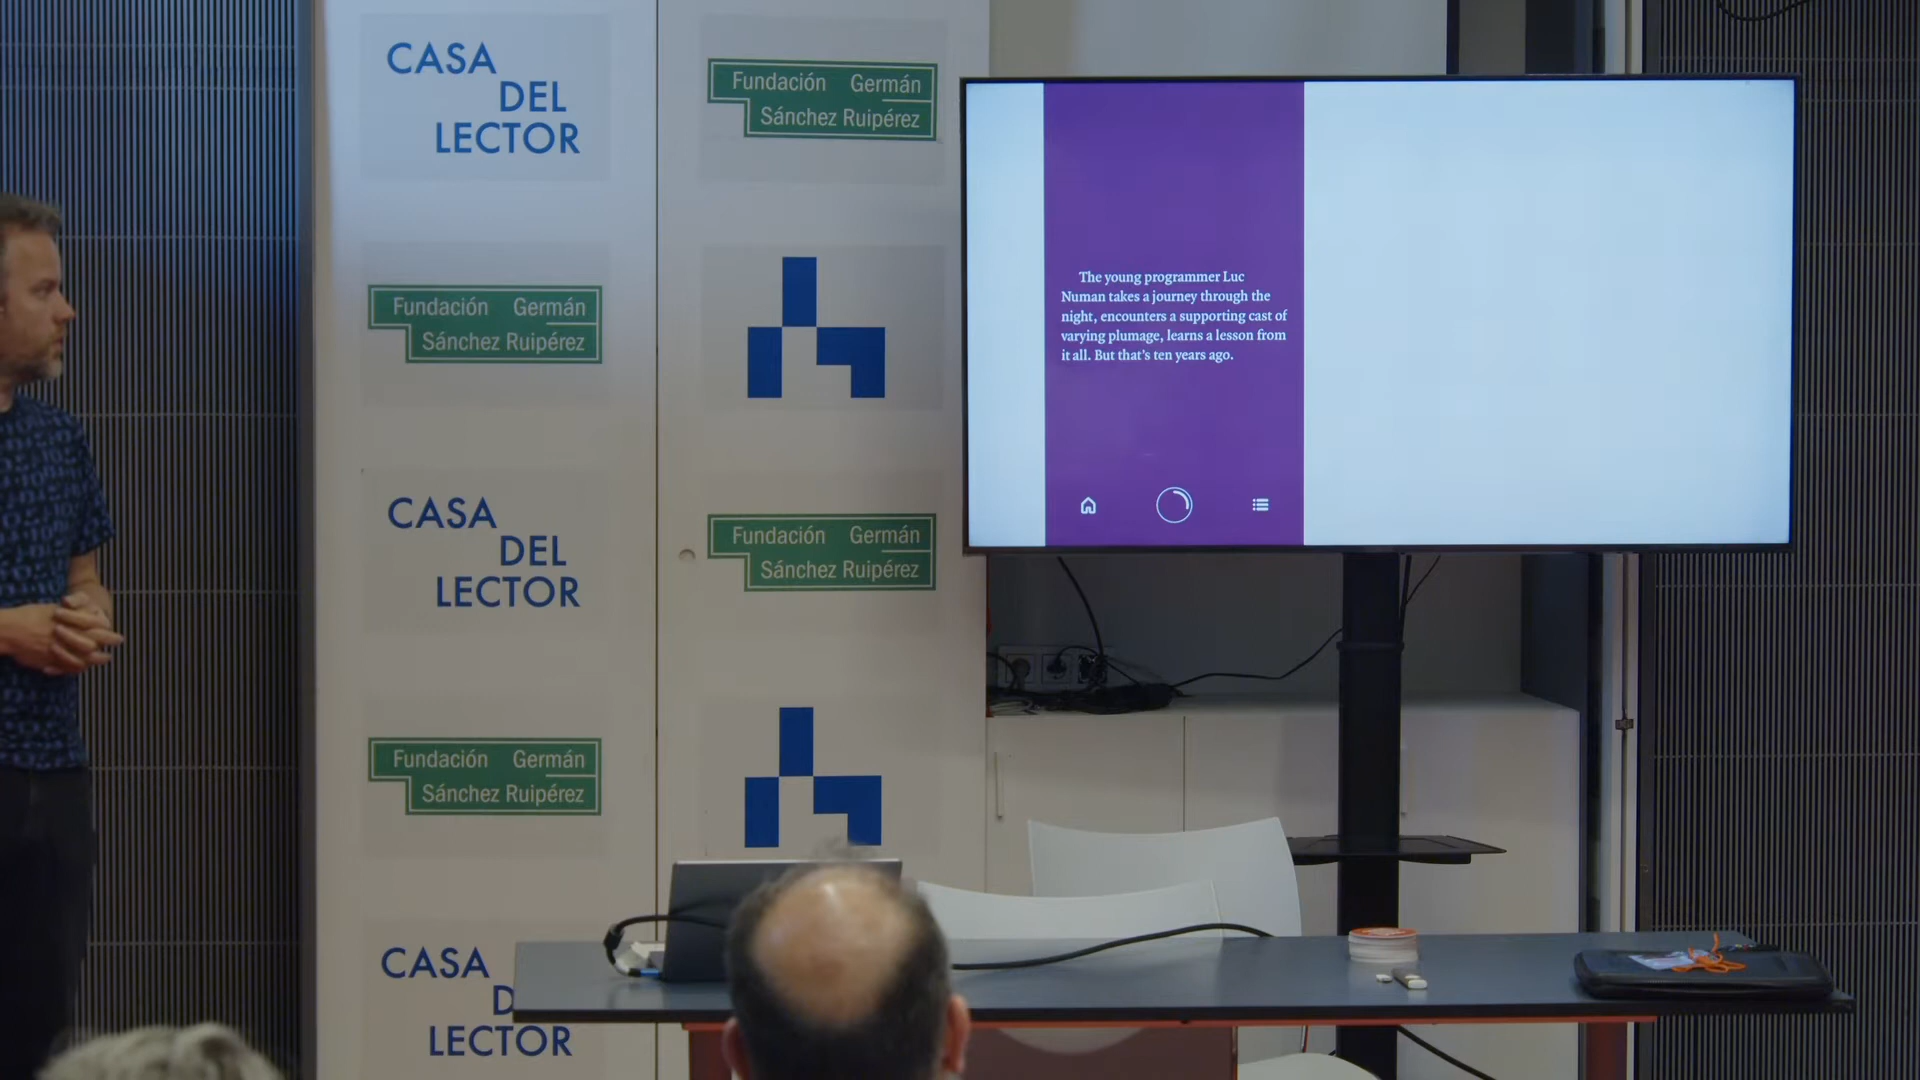 CASA
DEL
LECTOR
Fundación Germán
Sánchez Ruipérez
Fundación Germán
Sánchez Ruipérez
CASA
DEL
LECTOR
Fundación Germán
Sánchez Ruipérez
Fundación Germán
Sánchez Ruipérez
CASA
D
LECTOR
The young programmer Luc
Numan takes a journey through the
night, encounters a supporting cast of
varying plumage, learns a lesson from
it all. But that's ten years ago.